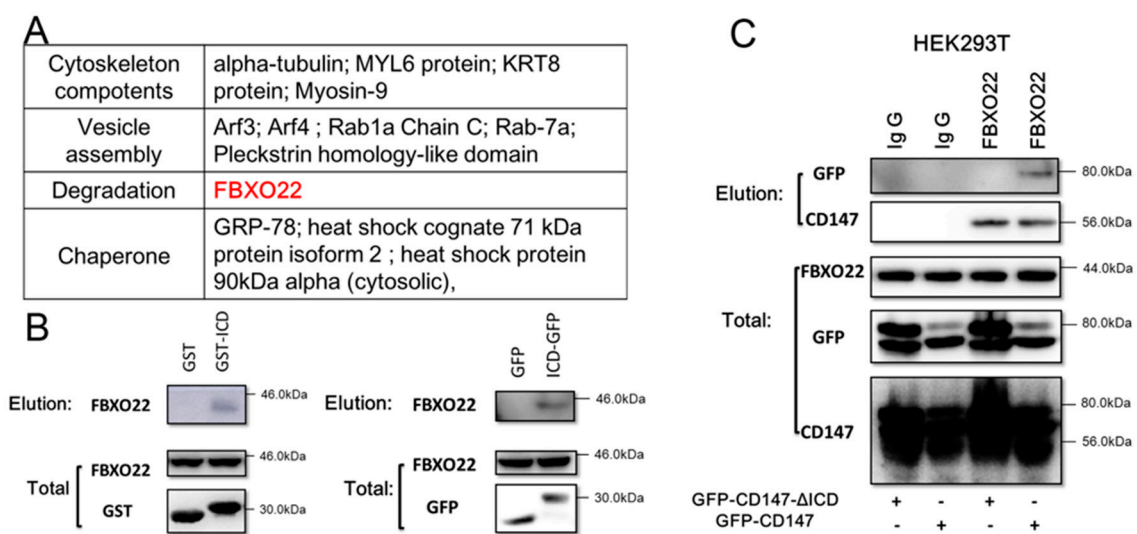 A
Cytoskeleton
compotents
alpha-tubulin; MYL6 protein; KRT8
protein; Myosin-9
Vesicle
assembly
Arf3; Arf4 ; Rab1a Chain C; Rab-7a;
Pleckstrin homology-like domain
Degradation
FBXO22
Chaperone
GRP-78; heat shock cognate 71 kDa
protein isoform 2 ; heat shock protein
90kDa alpha (cytosolic),
B
GST
GST-ICD
Elution:
FBXO22
46.0kDa
Total
FBXO22
46.0kDa
GST
30.0kDa
GFP
ICD-GFP
Elution:
FBXO22
46.0kDa
Total:
FBXO22
46.0kDa
GFP
30.0kDa
C
HEK293T
Ig G
Ig G
FBXO22
FBXO22
Elution:
GFP
80.0kDa
CD147
56.0kDa
Total:
FBXO22
44.0kDa
GFP
80.0kDa
CD147
80.0kDa
56.0kDa
GFP-CD147-ΔICD + - + -
GFP-CD147 - + - +